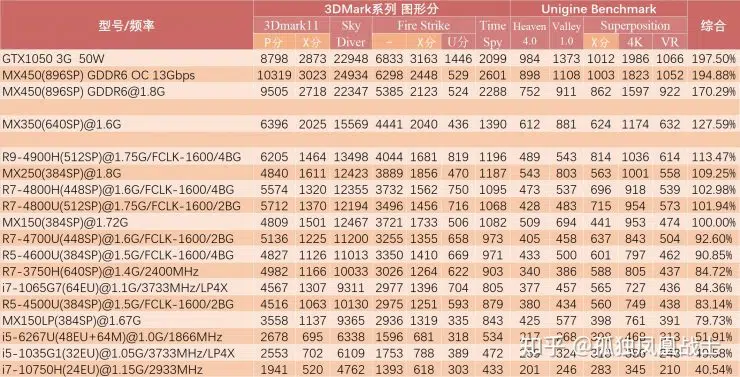 型号/频率 3DMark系列 图形分 Unigine Benchmark 综合
3Dmark11 Sky Diver Fire Strike Time Spy Heaven 4.0 Valley 1.0 Superposition
P分 X分 - X分 U分 X分 4K VR
GTX1050 3G 50W 8798 2873 22948 6833 3163 1446 2099 984 1373 1012 1986 1066 197.50%
MX450(896SP) GDDR6 OC 13Gbps 10319 3023 24934 6298 2448 529 2601 898 1108 1003 1823 1052 194.88%
MX450(896SP) GDDR6@1.8G 9505 2718 22347 5385 2123 524 2288 752 911 862 1597 922 170.29%
MX350(640SP)@1.6G 6396 2025 15569 4441 2040 436 1390 612 881 624 1174 632 127.59%
R9-4900H(512SP)@1.75G/FCLK-1600/4BG 6205 1464 13498 4044 1681 819 1196 489 543 814 1036 614 113.47%
MX250(384SP)@1.8G 4840 1611 12423 3889 1856 470 1187 543 803 563 1001 558 109.25%
R7-4800H(448SP)@1.6G/FCLK-1600/4BG 5574 1320 12355 3732 1562 750 1095 473 537 696 918 539 102.98%
R7-4800U(512SP)@1.75G/FCLK-1600/2BG 5712 1370 12194 3496 1456 716 1068 428 483 715 954 573 101.94%
MX150(384SP)@1.72G 4809 1501 12467 3721 1733 506 1082 509 694 441 953 474 100.00%
R7-4700U(448SP)@1.6G/FCLK-1600/2BG 5136 1225 11200 3255 1355 658 973 405 458 637 843 504 92.60%
R5-4600U(384SP)@1.5G/FCLK-1600/4BG 4827 1126 11013 3350 1410 669 971 433 500 601 797 462 90.85%
R7-3750H(640SP)@1.4G/2400MHz 4982 1166 10033 3026 1264 622 903 340 386 588 805 437 84.72%
i7-1065G7(64EU)@1.1G/3733MHz/LP4X 4567 1307 9311 2977 1396 704 805 377 457 565 727 436 84.36%
R5-4500U(384SP)@1.5G/FCLK-1600/2BG 4516 1063 10130 2975 1251 593 879 380 434 560 749 438 83.14%
MX150LP(384SP)@1.67G 3558 1137 9365 2936 1319 335 843 425 577 398 761 391 79.73%
i5-6267U(48EU+64M)@1.0G/1866MHz 2678 695 6338 1596 681 318 534 51.91%
i5-1035G1(32EU)@1.05G/3733MHz/LP4X 2553 702 6109 1753 788 389 472
i7-10750H(24EU)@1.15G/2933MHz 1941 520 4762 1393 618 303 433 201 246 283 345 210 40.54%
知乎 @孤独凤凰战士